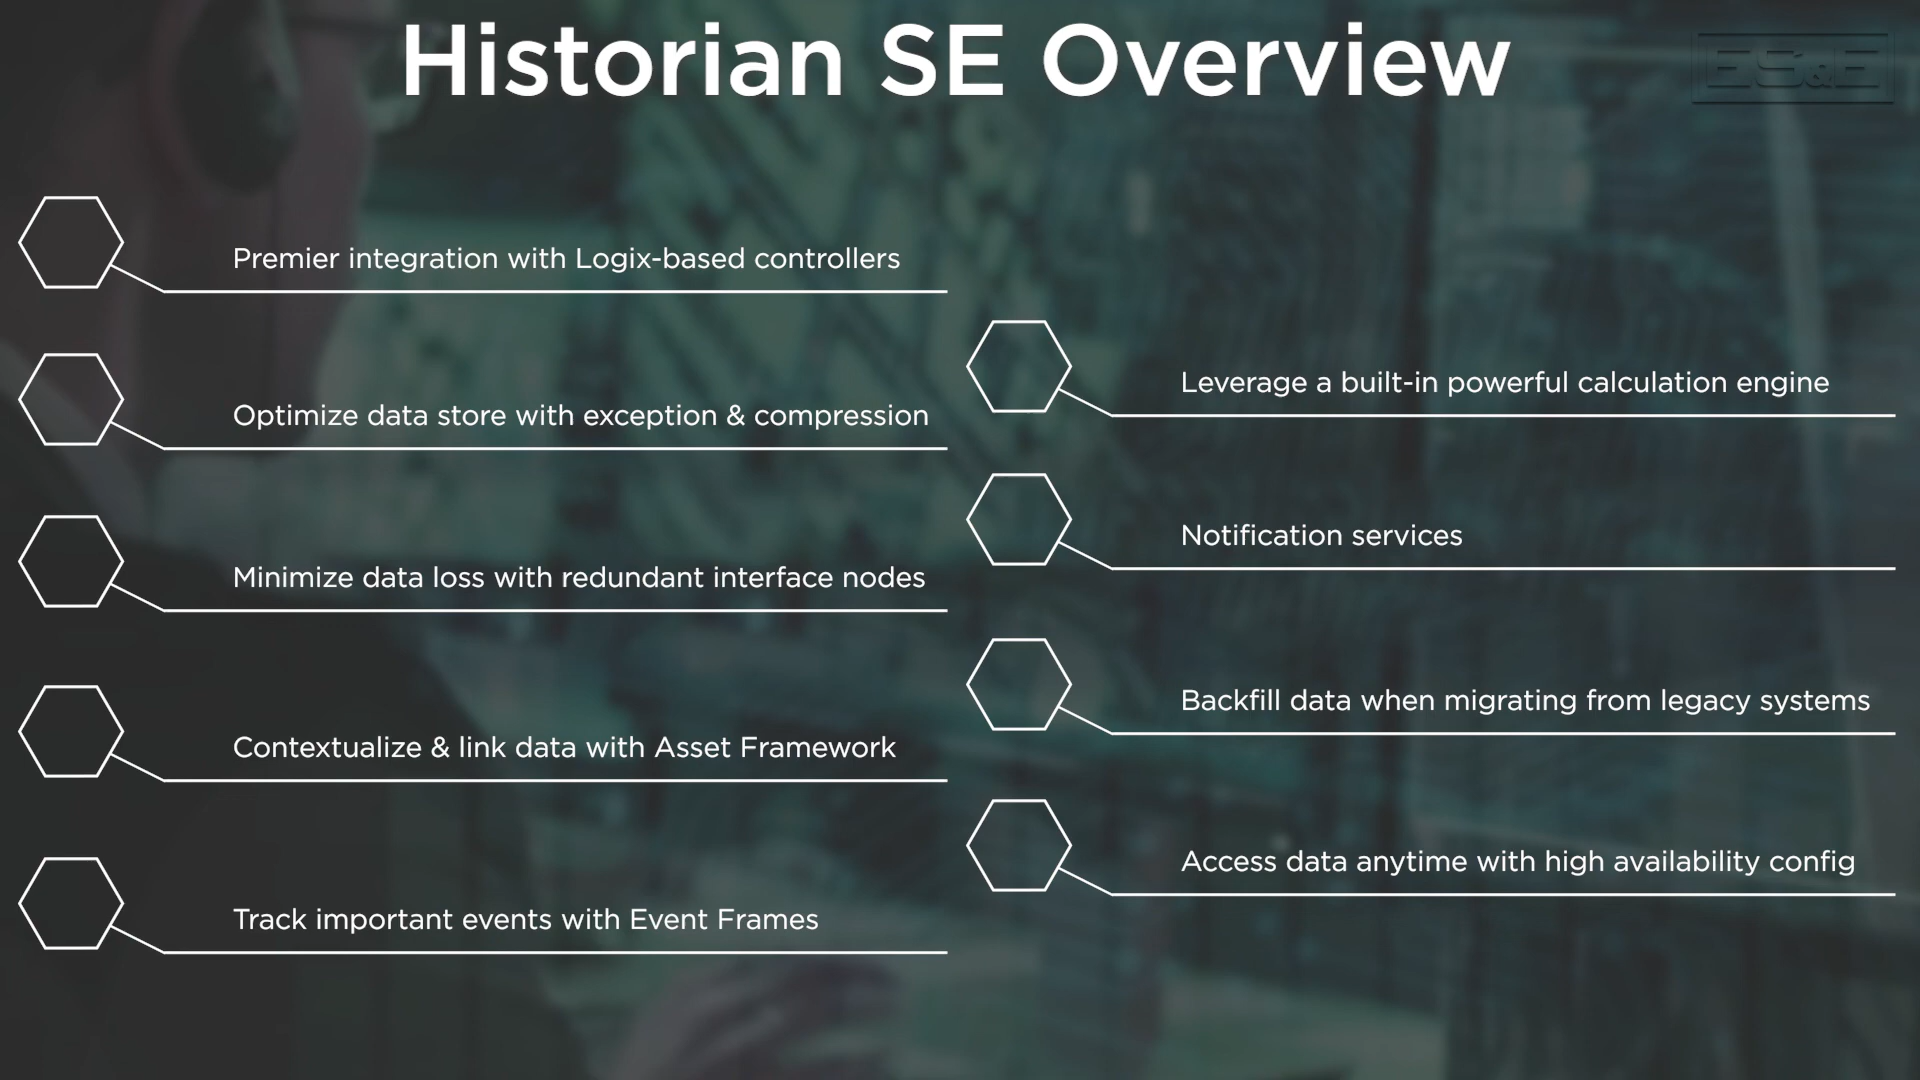 Historian SE Overview
ES&E
Premier integration with Logix-based controllers
Optimize data store with exception & compression
Minimize data loss with redundant interface nodes
Contextualize & link data with Asset Framework
Track important events with Event Frames
Leverage a built-in powerful calculation engine
Notification services
Backfill data when migrating from legacy systems
Access data anytime with high availability config